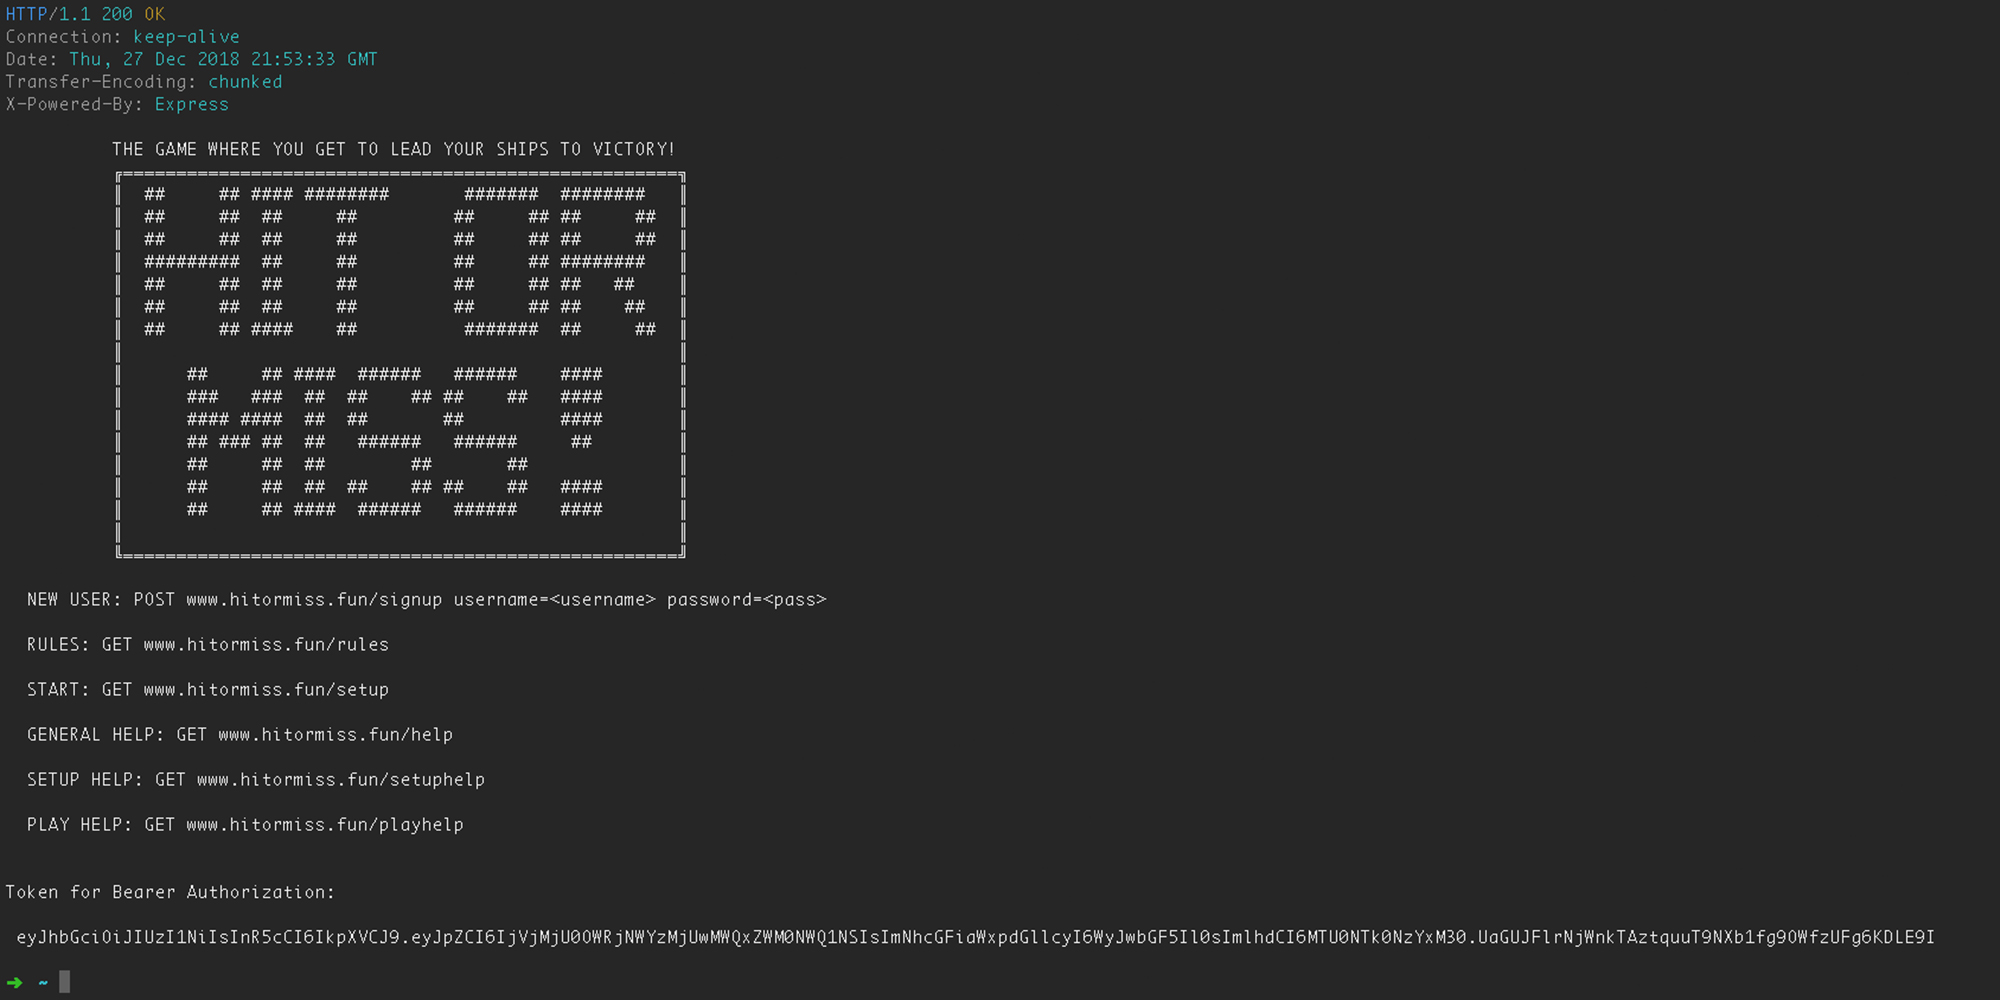 HTTP/1.1 200 OK
Connection: keep-alive
Date: Thu, 27 Dec 2018 21:53:33 GMT
Transfer-Encoding: chunked
X-Powered-By: Express
THE GAME WHERE YOU GET TO LEAD YOUR SHIPS TO VICTORY!
HIT OR
MISS!
NEW USER: POST www.hitormiss.fun/signup username=<username> password=<pass>
RULES: GET www.hitormiss.fun/rules
START: GET www.hitormiss.fun/setup
GENERAL HELP: GET www.hitormiss.fun/help
SETUP HELP: GET www.hitormiss.fun/setuphelp
PLAY HELP: GET www.hitormiss.fun/playhelp
Token for Bearer Authorization:
eyJhbGciOiJIUzI1NiIsInR5cCI6IkpXVCJ9.eyJpZCI6IjVjMjU0OWRjNWYzMjUwMWQxZWM0NWQ1NSIsImNhcGFiaWxpdGllcyI6WyJwbGF5Il0sImlhdCI6MTU0NTk0NzYxM30.UaGUJFlrNjWnkTAztquuT9NXb1fg9OWfzUFg6KDLE9I
➜ ~